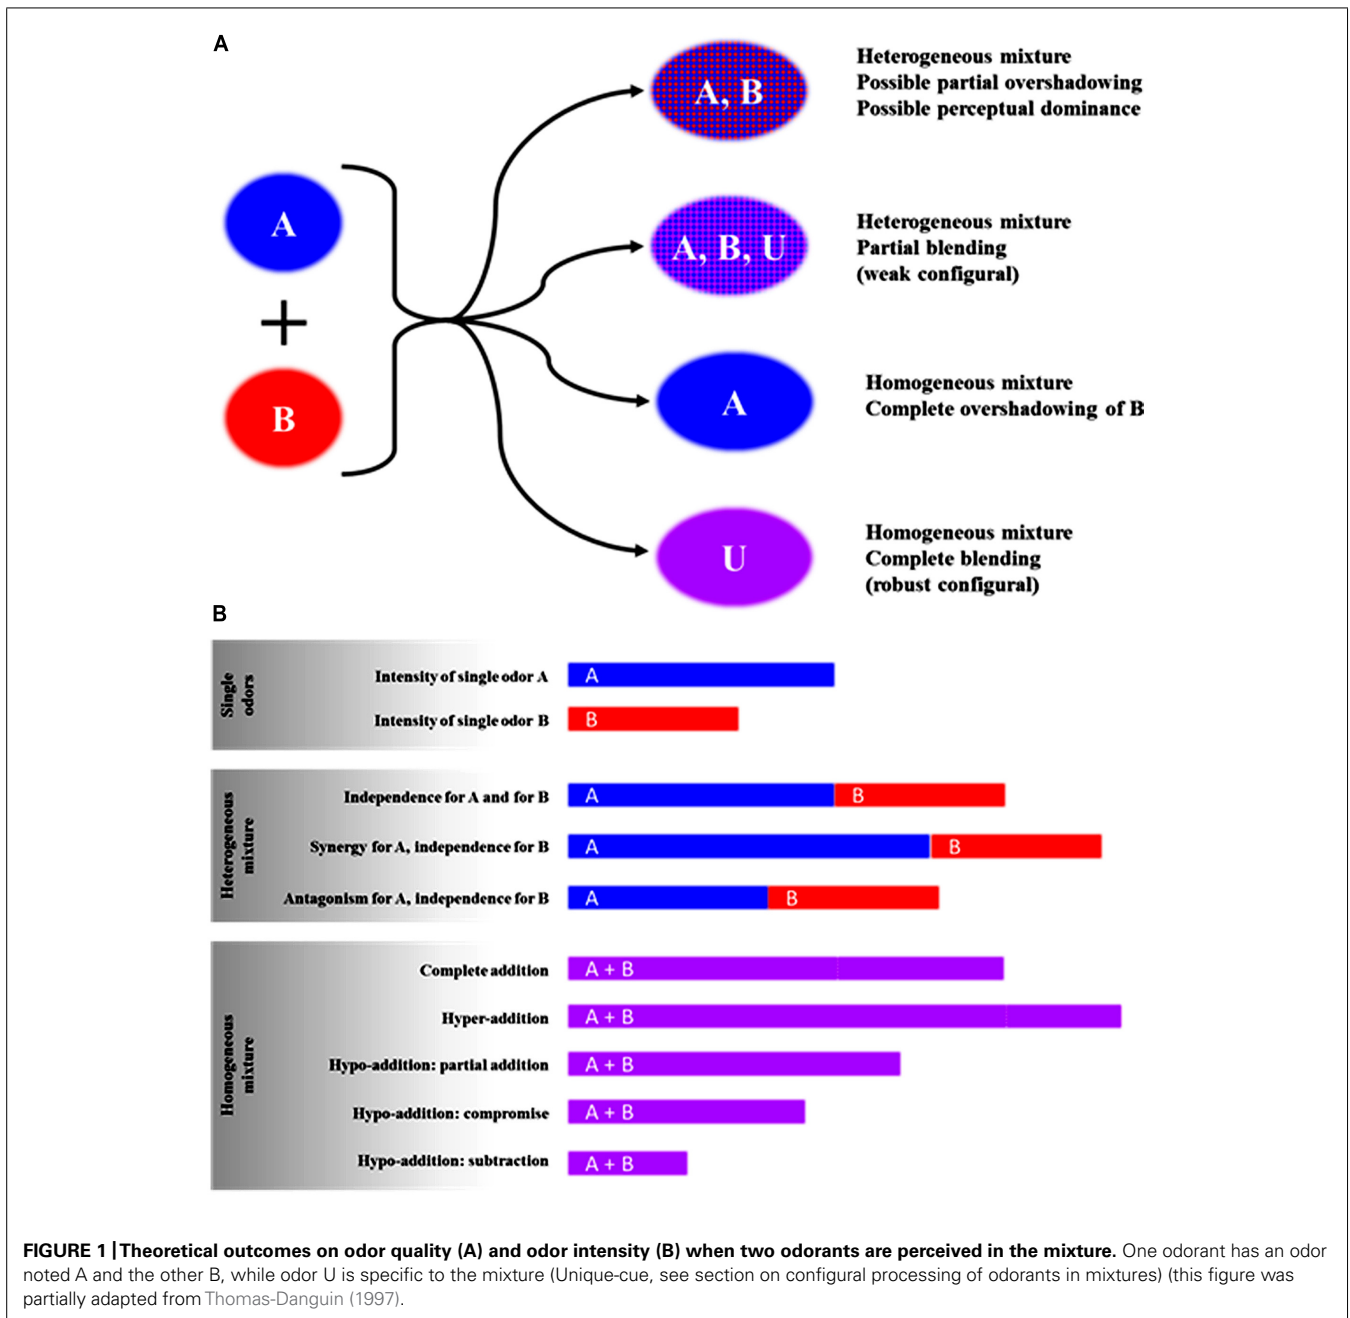 A
A
+
B
A, B
Heterogeneous mixture
Possible partial overshadowing
Possible perceptual dominance
A, B, U
Heterogeneous mixture
Partial blending
(weak configural)
A
Homogeneous mixture
Complete overshadowing of B
U
Homogeneous mixture
Complete blending
(robust configural)
B
Single
odors
Intensity of single odor A
A
Intensity of single odor B
B
Heterogeneous
mixture
Independence for A and for B
A B
Synergy for A, independence for B
A B
Antagonism for A, independence for B
A B
Homogeneous
mixture
Complete addition
A + B
Hyper-addition
A + B
Hypo-addition: partial addition
A + B
Hypo-addition: compromise
A + B
Hypo-addition: subtraction
A + B
FIGURE 1 | Theoretical outcomes on odor quality (A) and odor intensity (B) when two odorants are perceived in the mixture. One odorant has an odor
noted A and the other B, while odor U is specific to the mixture (Unique-cue, see section on configural processing of odorants in mixtures) (this figure was
partially adapted from Thomas-Danguin (1997).